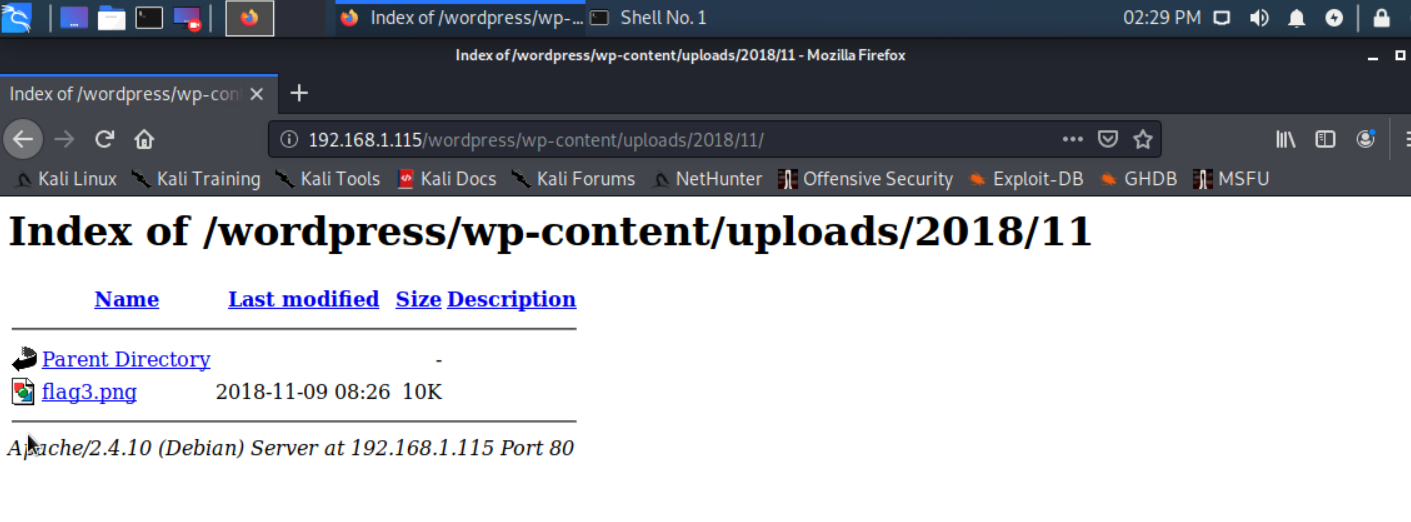 Index of /wordpress/wp-... Shell No. 1 02:29 PM
Index of /wordpress/wp-content/uploads/2018/11 - Mozilla Firefox
Index of /wordpress/wp-con
192.168.1.115/wordpress/wp-content/uploads/2018/11/
Kali Linux Kali Training Kali Tools Kali Docs Kali Forums NetHunter Offensive Security Exploit-DB GHDB MSFU
Index of /wordpress/wp-content/uploads/2018/11
Name Last modified Size Description
Parent Directory -
flag3.png 2018-11-09 08:26 10K
Apache/2.4.10 (Debian) Server at 192.168.1.115 Port 80